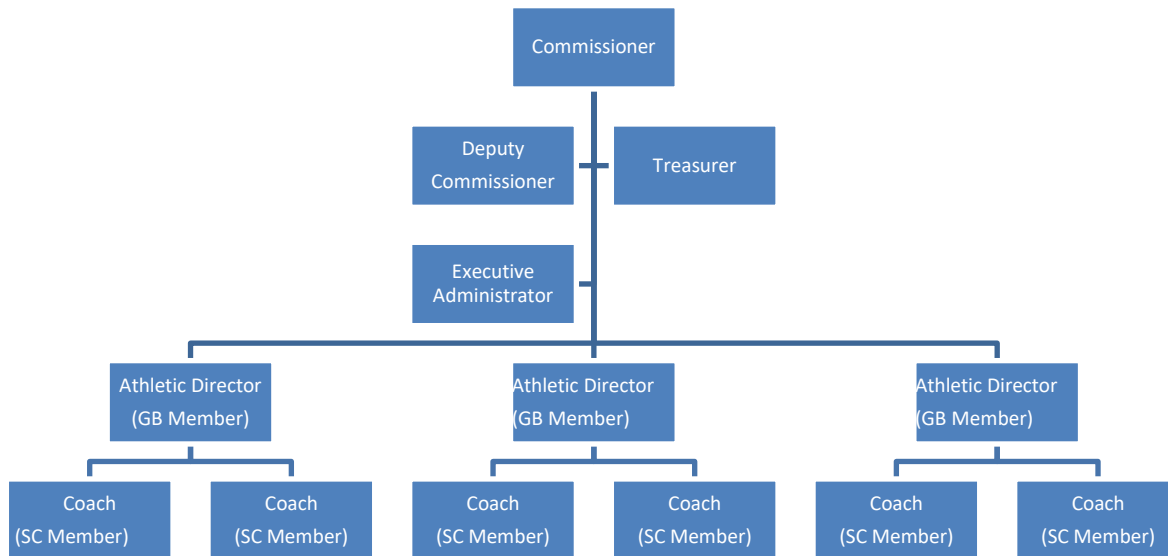 Commissioner
Deputy
Commissioner
Treasurer
Executive
Administrator
Athletic Director
(GB Member)
Athletic Director
(GB Member)
Athletic Director
(GB Member)
Coach
(SC Member)
Coach
(SC Member)
Coach
(SC Member)
Coach
(SC Member)
Coach
(SC Member)
Coach
(SC Member)